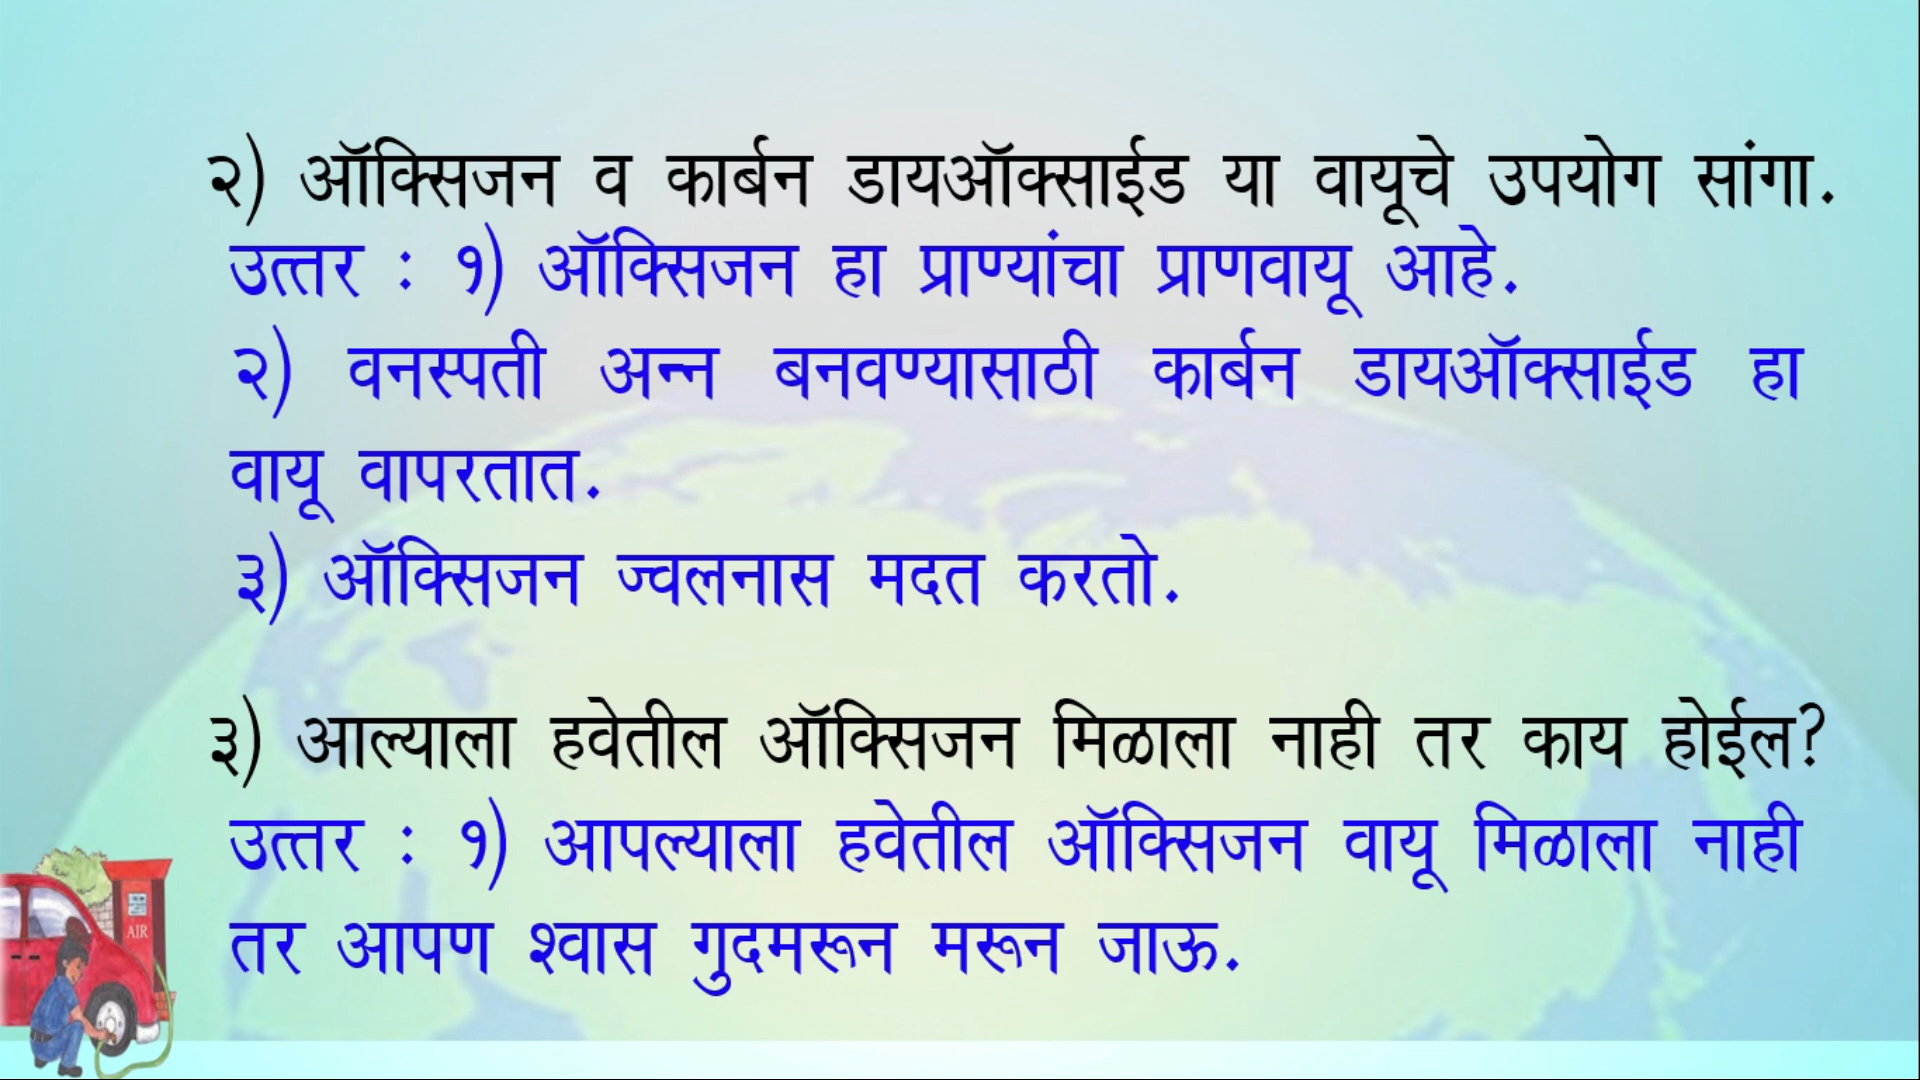 २) ऑक्सिजन व कार्बन डायऑक्साईड या वायूचे उपयोग सांगा.
उत्तर : १) ऑक्सिजन हा प्राण्यांचा प्राणवायू आहे.
२) वनस्पती अन्न बनवण्यासाठी कार्बन डायऑक्साईड हा
वायू वापरतात.
३) ऑक्सिजन ज्वलनास मदत करतो.
३) आल्याला हवेतील ऑक्सिजन मिळाला नाही तर काय होईल?
उत्तर : १) आपल्याला हवेतील ऑक्सिजन वायू मिळाला नाही
तर आपण श्वास गुदमरून मरून जाऊ.
AIR